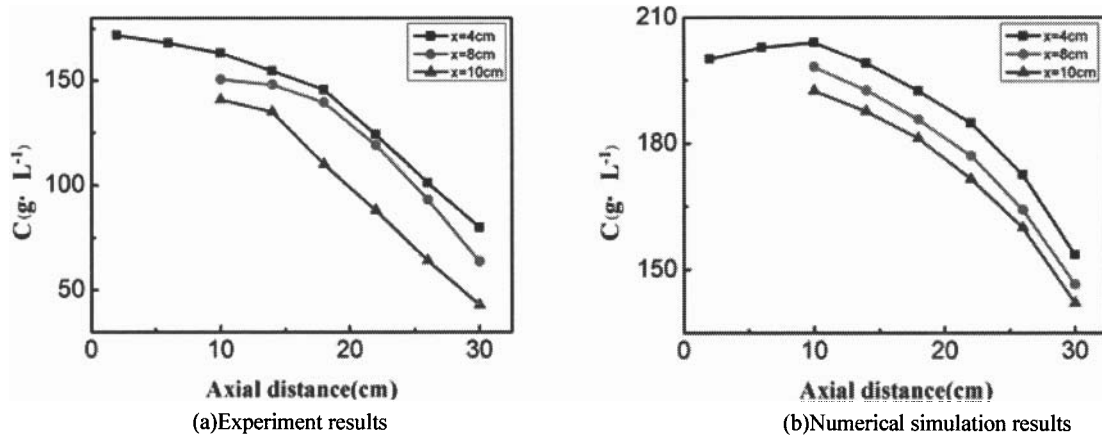 150
100
50
C(g· L⁻¹)
x=4cm
x=8cm
x=10cm
0 10 20 30
Axial distance(cm)
(a)Experiment results
210
180
150
C(g· L⁻¹)
x=4cm
x=8cm
x=10cm
0 10 20 30
Axial distance(cm)
(b)Numerical simulation results